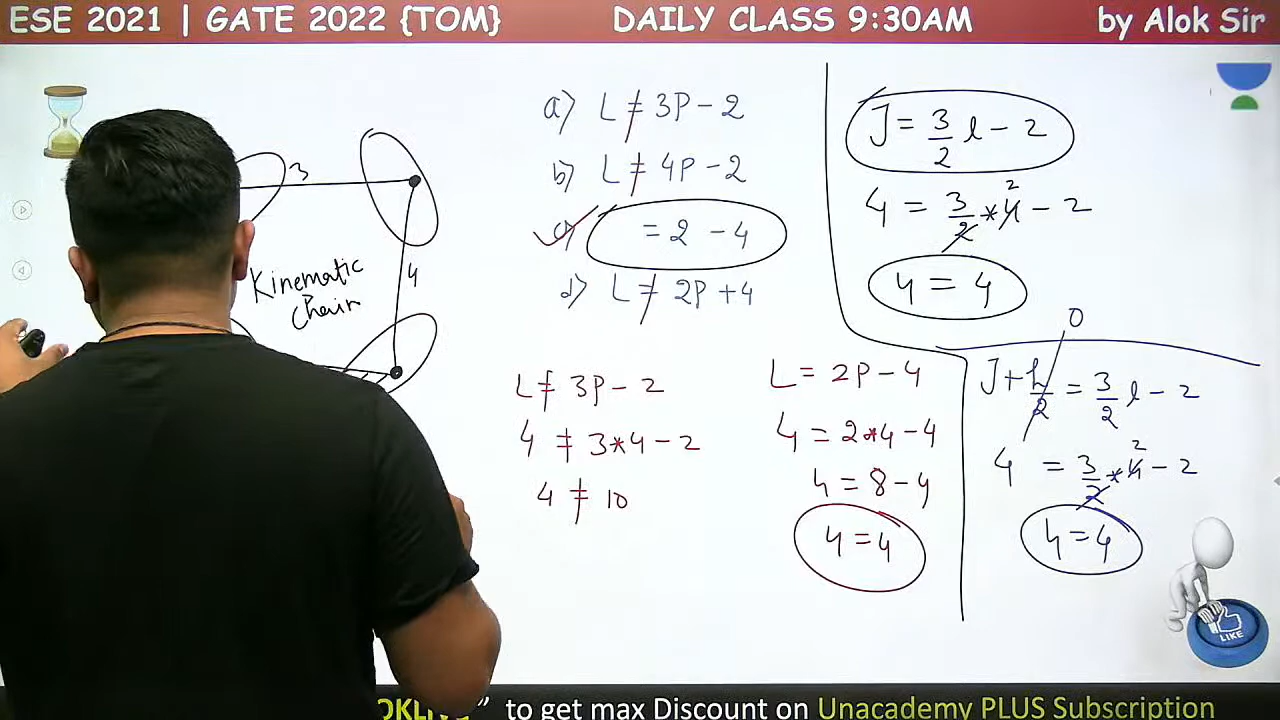 ESE 2021 | GATE 2022 {TOM} DAILY CLASS 9:30AM by Alok Sir
3
4
Kinematic
Chain
a) L ≠ 3P - 2
b) L ≠ 4P - 2
c) = 2 - 4
d) L ≠ 2P + 4
L ≠ 3P - 2
4 ≠ 3*4 - 2
4 ≠ 10
L = 2P - 4
4 = 2*4 - 4
4 = 8 - 4
4 = 4
J = 3/2 l - 2
4 = 3/2 * 4 2 - 2
4 = 4
J + h/2 0 = 3/2 l - 2
4 = 3/2 * 4 2 - 2
4 = 4
LIKE
” to get max Discount on Unacademy PLUS Subscription